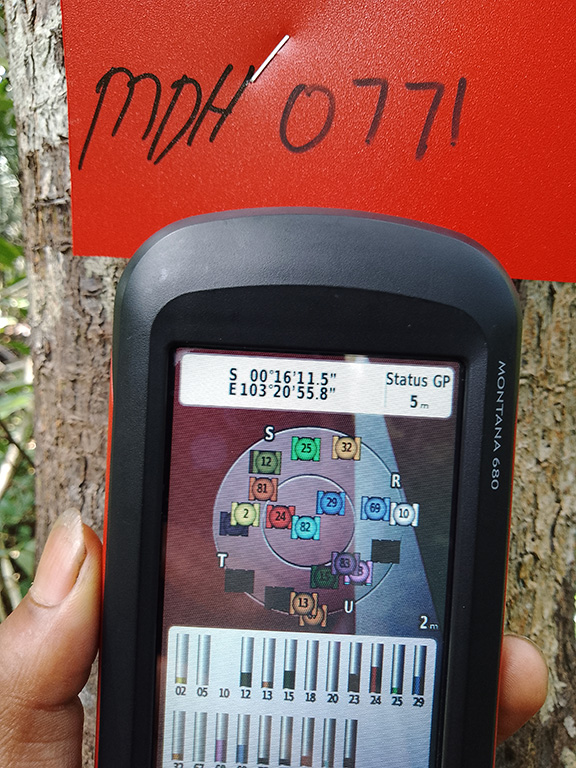 MDH 0771
MONTANA 680
S 00°16'11.5"
E 103°20'55.8"
Status GP
5 m
S
25
32
12
R
81
29
2
24
82
69
10
83
T
13
U
2 m
02 05 10 12 13 15 18 20 23 24 25 29